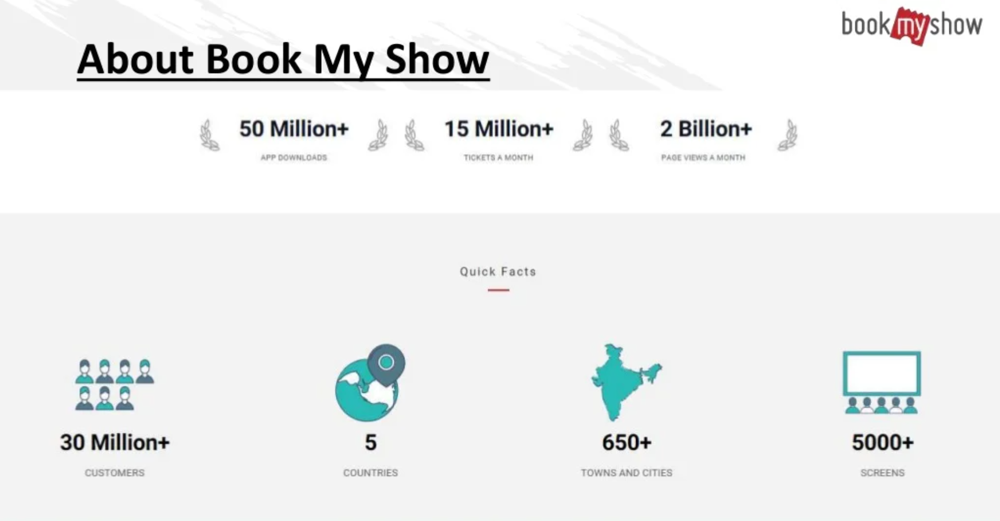 bookmyshow
About Book My Show
50 Million+
APP DOWNLOADS
15 Million+
TICKETS A MONTH
2 Billion+
PAGE VIEWS A MONTH
Quick Facts
30 Million+
CUSTOMERS
5
COUNTRIES
650+
TOWNS AND CITIES
5000+
SCREENS